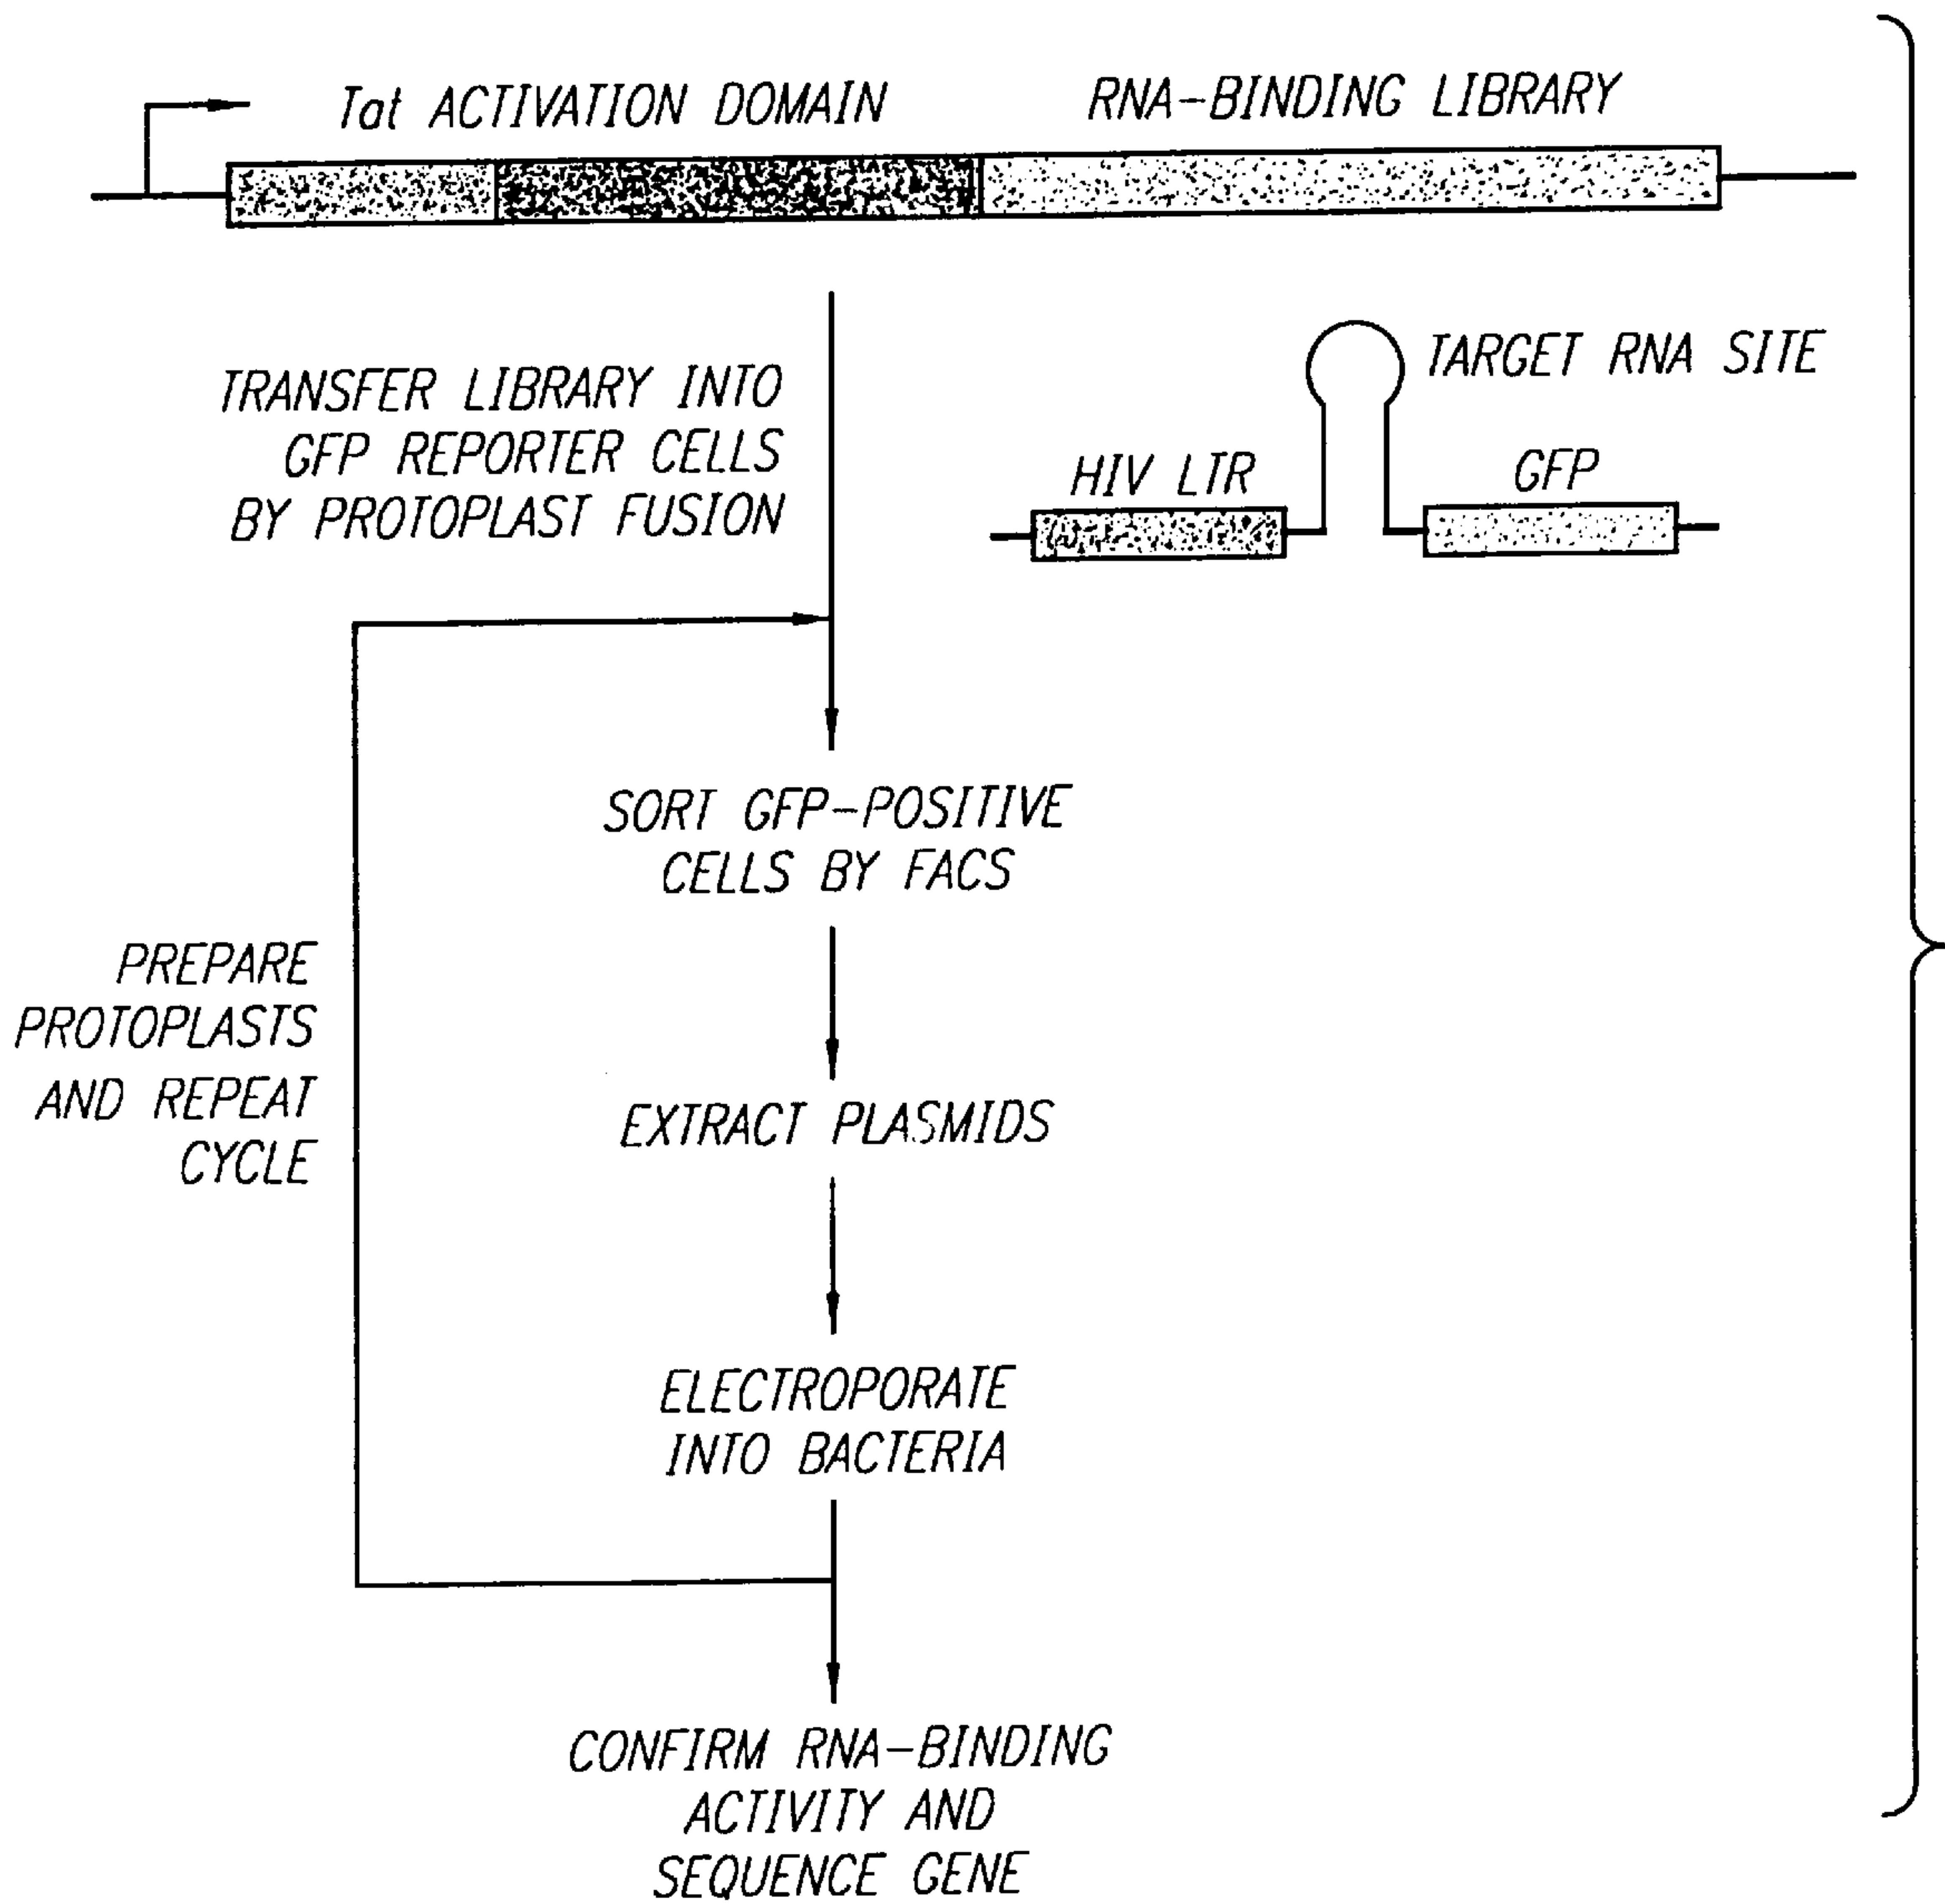 Tat ACTIVATION DOMAIN
RNA-BINDING LIBRARY
TRANSFER LIBRARY INTO
GFP REPORTER CELLS
BY PROTOPLAST FUSION
TARGET RNA SITE
HIV LTR
GFP
SORT GFP-POSITIVE
CELLS BY FACS
PREPARE
PROTOPLASTS
AND REPEAT
CYCLE
EXTRACT PLASMIDS
ELECTROPORATE
INTO BACTERIA
CONFIRM RNA-BINDING
ACTIVITY AND
SEQUENCE GENE